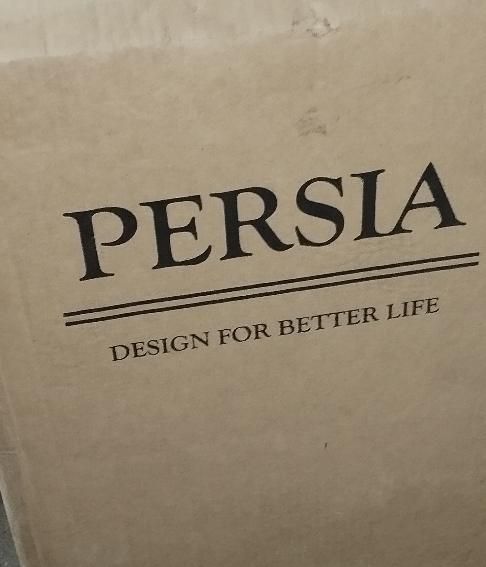 PERSIA
DESIGN FOR BETTER LIFE